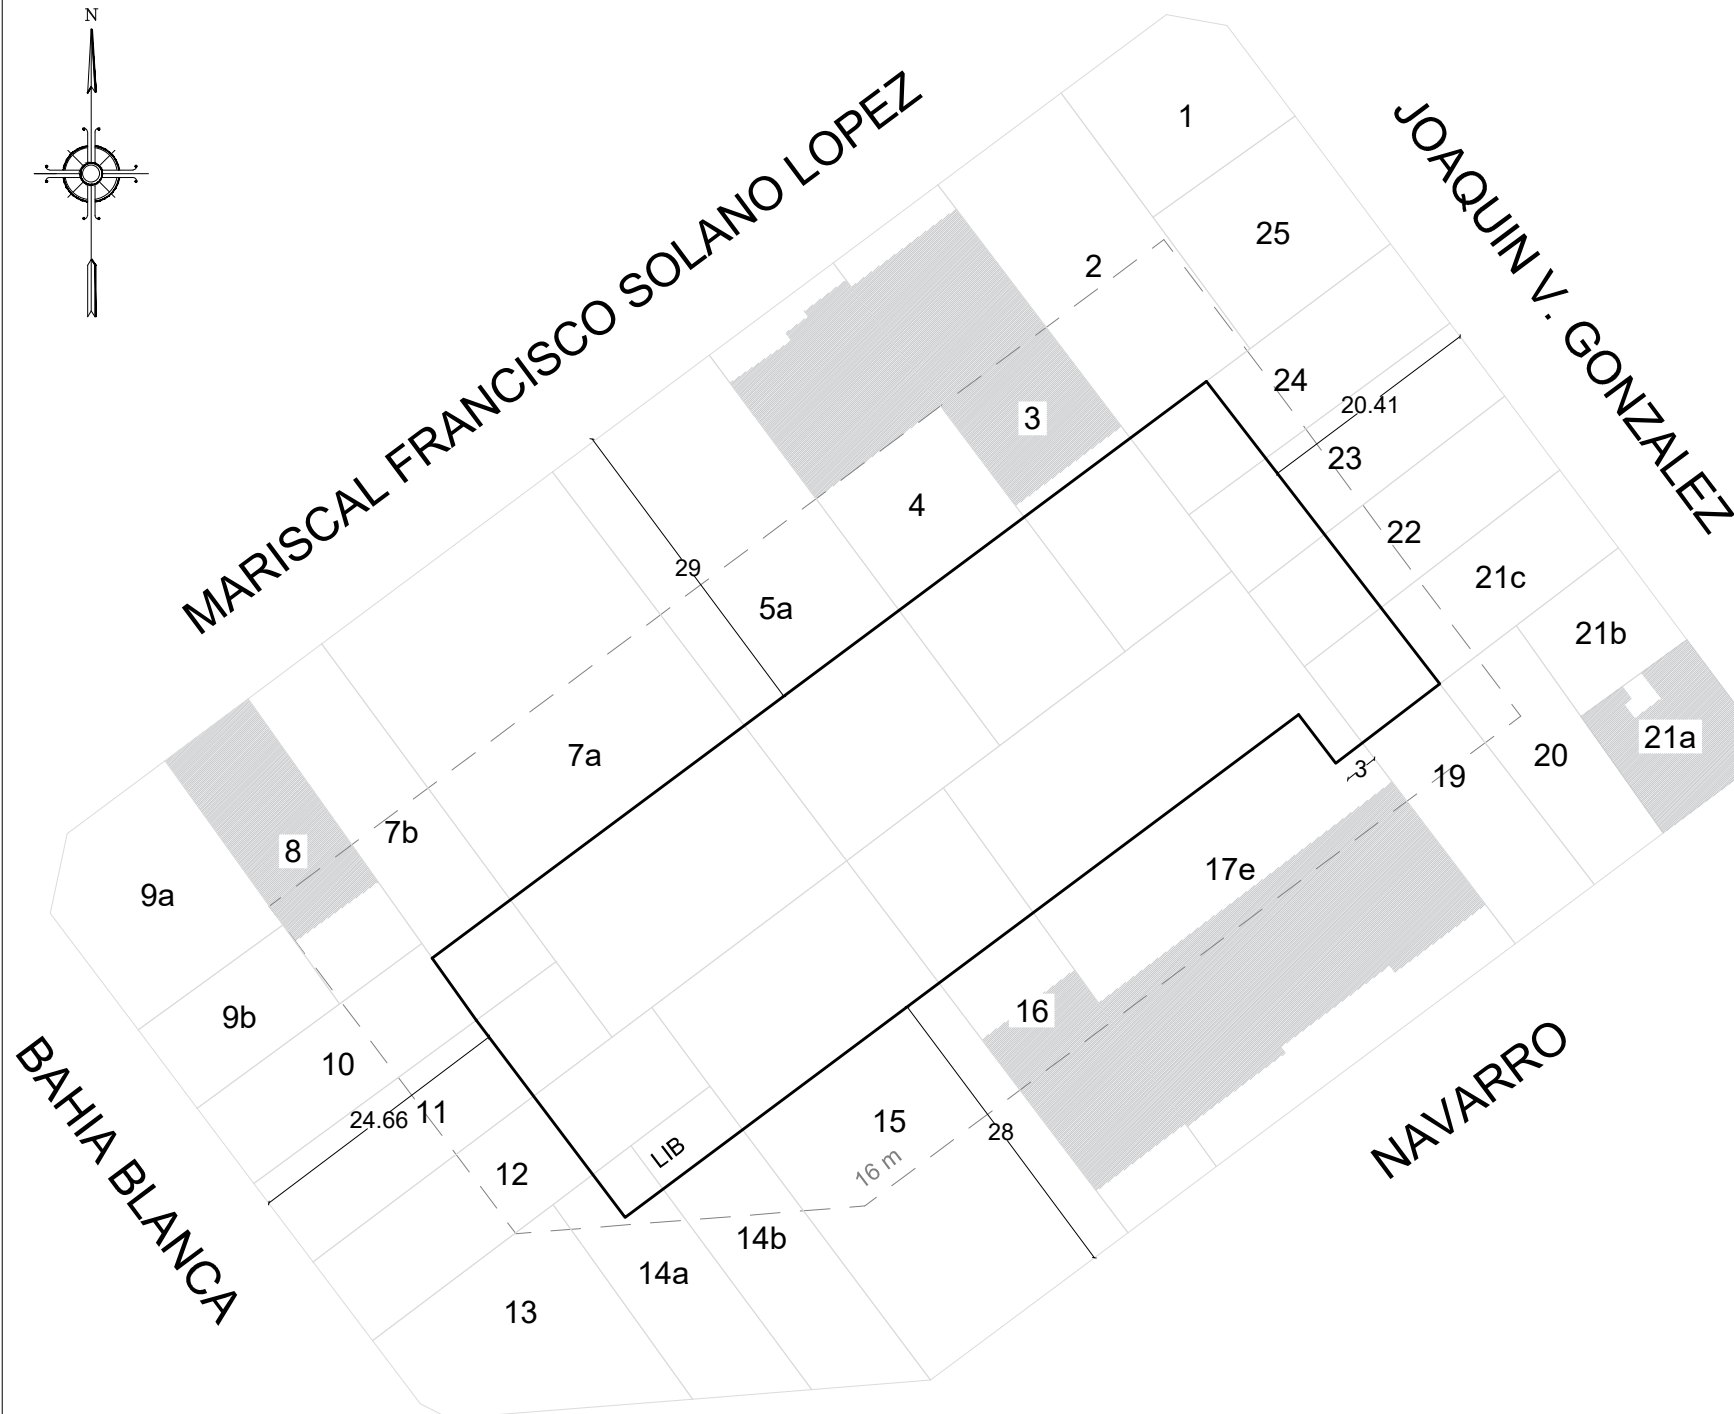 N
MARISCAL FRANCISCO SOLANO LOPEZ
JOAQUIN V. GONZALEZ
1
25
2
24
20.41
3
23
4
22
29
21c
5a
21b
7a
21a
20
3
19
7b
8
17e
9a
16
9b
10
24.66
11
15
28
LIB
12
16 m
14b
14a
13
BAHIA BLANCA
NAVARRO